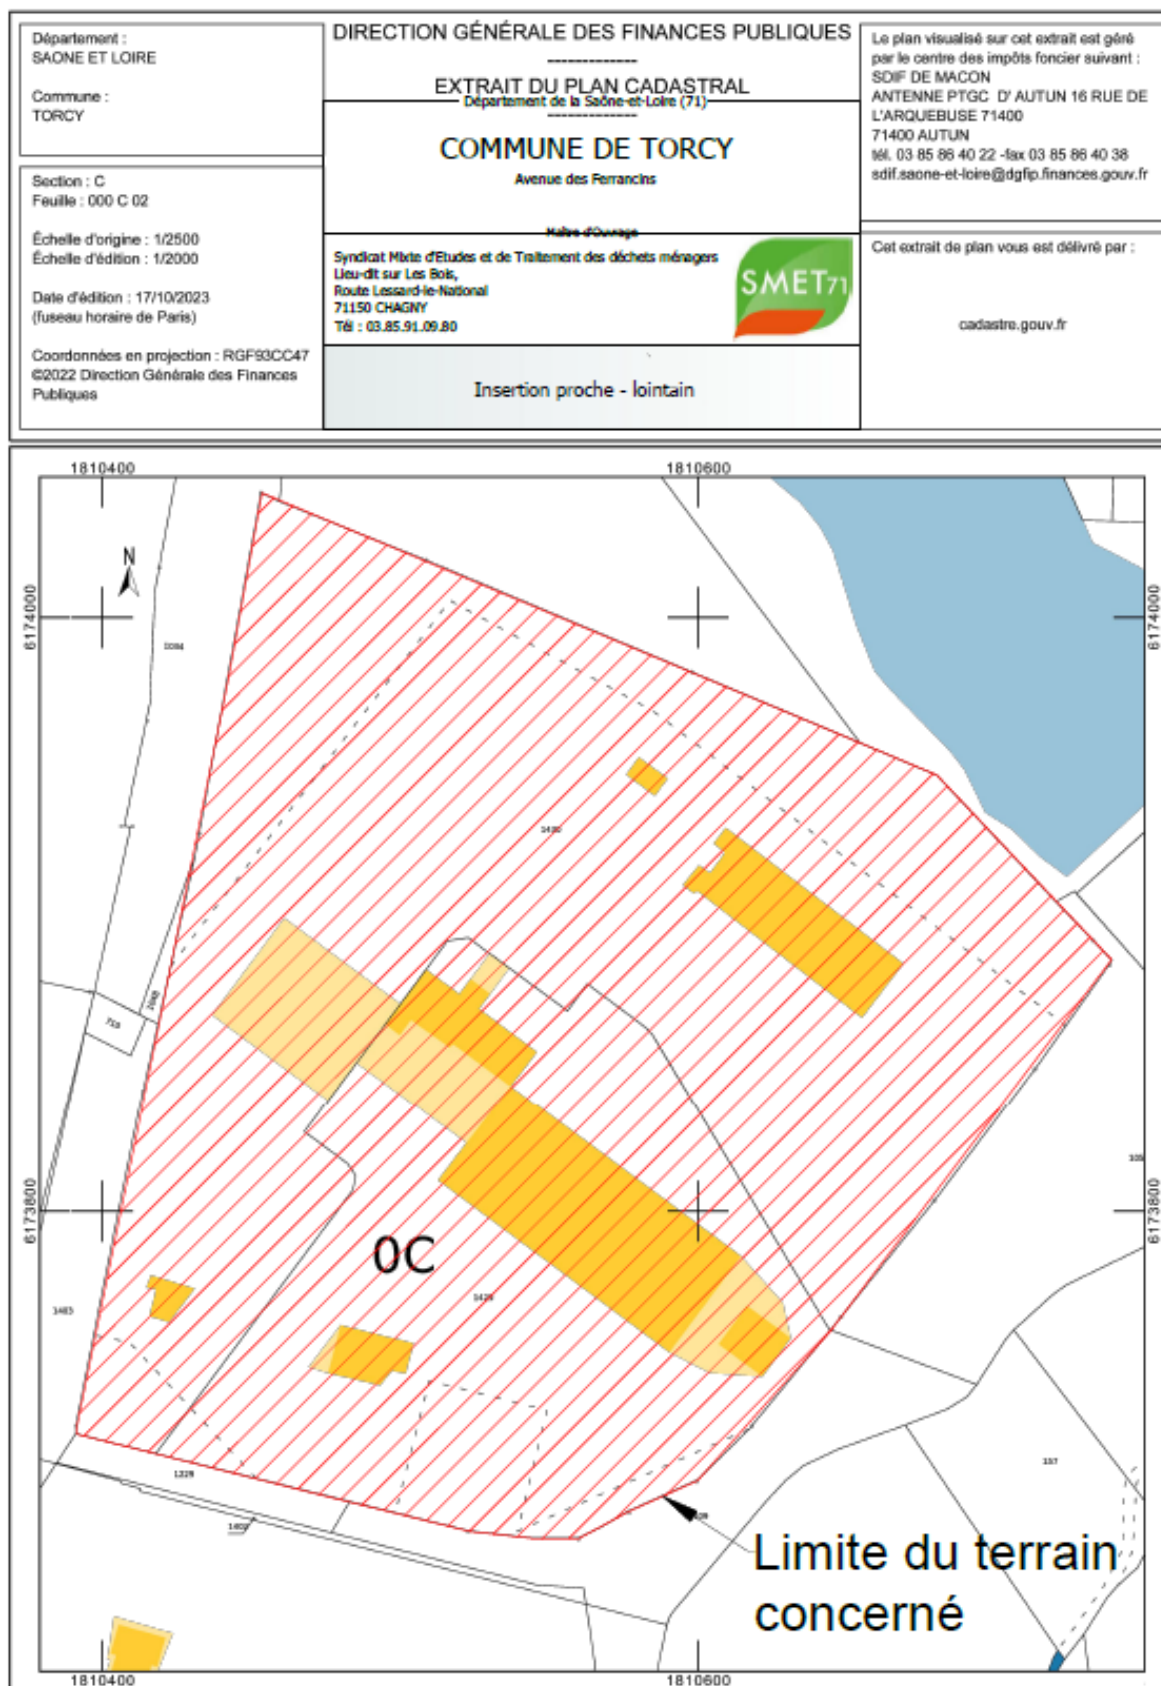 Département :
SAONE ET LOIRE
Commune :
TORCY
Section : C
Feuille : 000 C 02
Échelle d'origine : 1/2500
Échelle d'édition : 1/2000
Date d'édition : 17/10/2023
(fuseau horaire de Paris)
Coordonnées en projection : RGF93CC47
©2022 Direction Générale des Finances
Publiques
DIRECTION GÉNÉRALE DES FINANCES PUBLIQUES
-------------
EXTRAIT DU PLAN CADASTRAL
Département de la Saône-et-Loire (71)
-------------
COMMUNE DE TORCY
Avenue des Ferrancins
Maître d'Ouvrage
Syndicat Mixte d'Etudes et de Traitement des déchets ménagers
Lieu-dit sur Les Bois,
Route Lessard-le-National
71150 CHAGNY
Tél : 03.85.91.09.80
SMET71
Insertion proche - lointain
Le plan visualisé sur cet extrait est géré
par le centre des impôts foncier suivant :
SDIF DE MACON
ANTENNE PTGC D' AUTUN 16 RUE DE
L'ARQUEBUSE 71400
71400 AUTUN
tél. 03 85 86 40 22 -fax 03 85 86 40 38
sdif.saone-et-loire@dgfip.finances.gouv.fr
Cet extrait de plan vous est délivré par :
cadastre.gouv.fr
1810400
1810600
N
6174000
6174000
1430
6173800
6173800
0C
1403
1429
1229
157
Limite du terrain
concerné
1810400
1810600